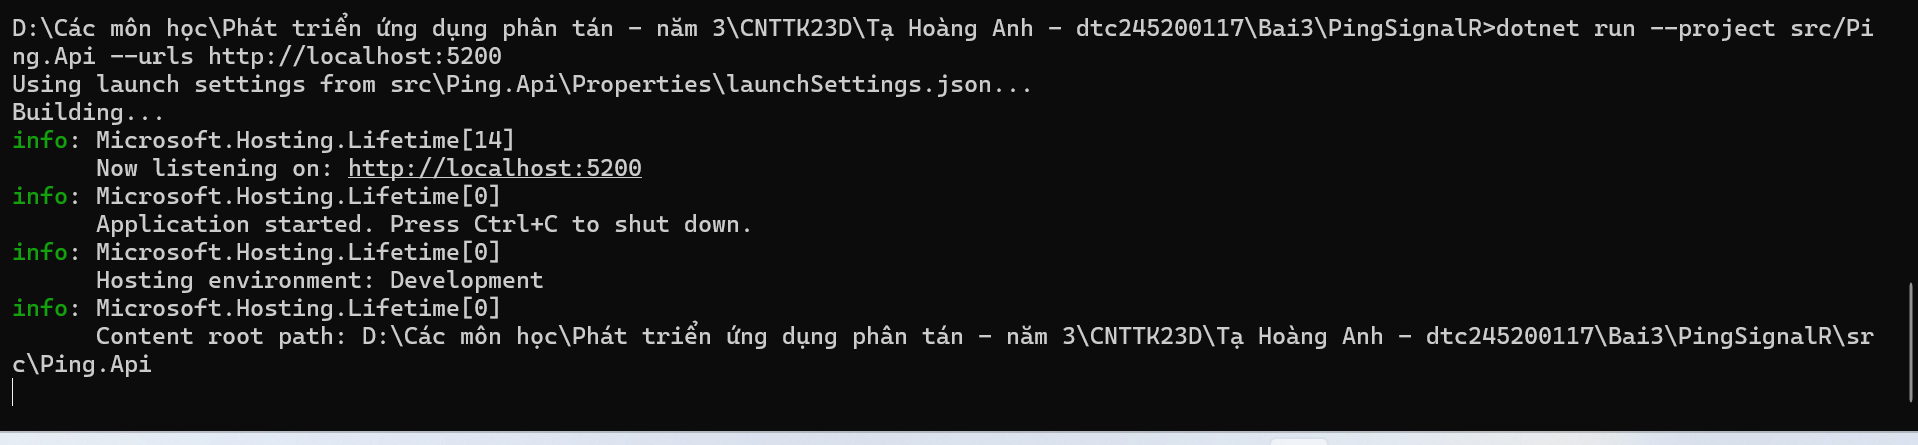 D:\Các môn học\Phát triển ứng dụng phân tán - năm 3\CNTTK23D\Tạ Hoàng Anh - dtc245200117\Bai3\PingSignalR>dotnet run --project src/Pi
ng.Api --urls http://localhost:5200
Using launch settings from src\Ping.Api\Properties\launchSettings.json...
Building...
info: Microsoft.Hosting.Lifetime[14]
      Now listening on: http://localhost:5200
info: Microsoft.Hosting.Lifetime[0]
      Application started. Press Ctrl+C to shut down.
info: Microsoft.Hosting.Lifetime[0]
      Hosting environment: Development
info: Microsoft.Hosting.Lifetime[0]
      Content root path: D:\Các môn học\Phát triển ứng dụng phân tán - năm 3\CNTTK23D\Tạ Hoàng Anh - dtc245200117\Bai3\PingSignalR\sr
c\Ping.Api